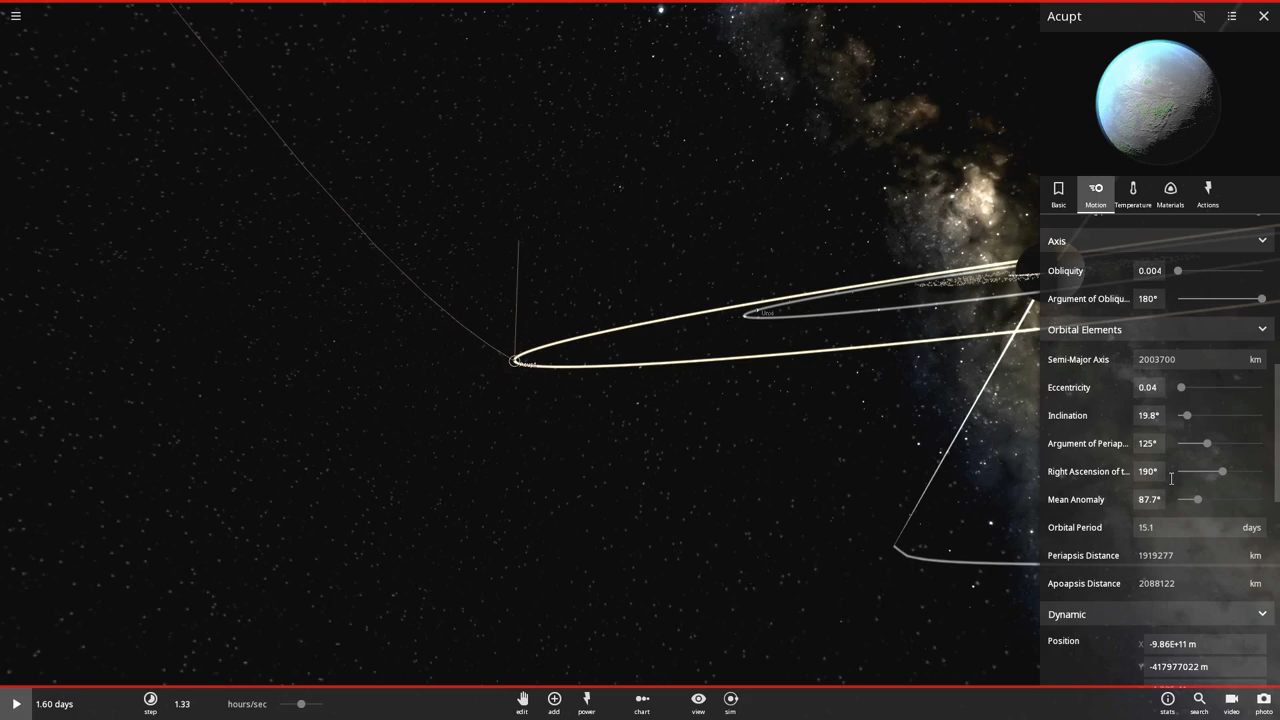 Acupt
Basic
Motion
Temperature
Materials
Actions
Axis
Obliquity 0.004
Argument of Obliqu... 180°
Orbital Elements
Semi-Major Axis 2003700 km
Eccentricity 0.04
Inclination 19.8°
Argument of Periap... 125°
Right Ascension of t... 190°
Mean Anomaly 87.7°
Orbital Period 15.1 days
Periapsis Distance 1919277 km
Apoapsis Distance 2088122 km
Dynamic
Position X -9.86E+11 m
Y -417977022 m
1.60 days
step
1.33 hours/sec
edit
add
power
chart
view
sim
stats
search
video
photo